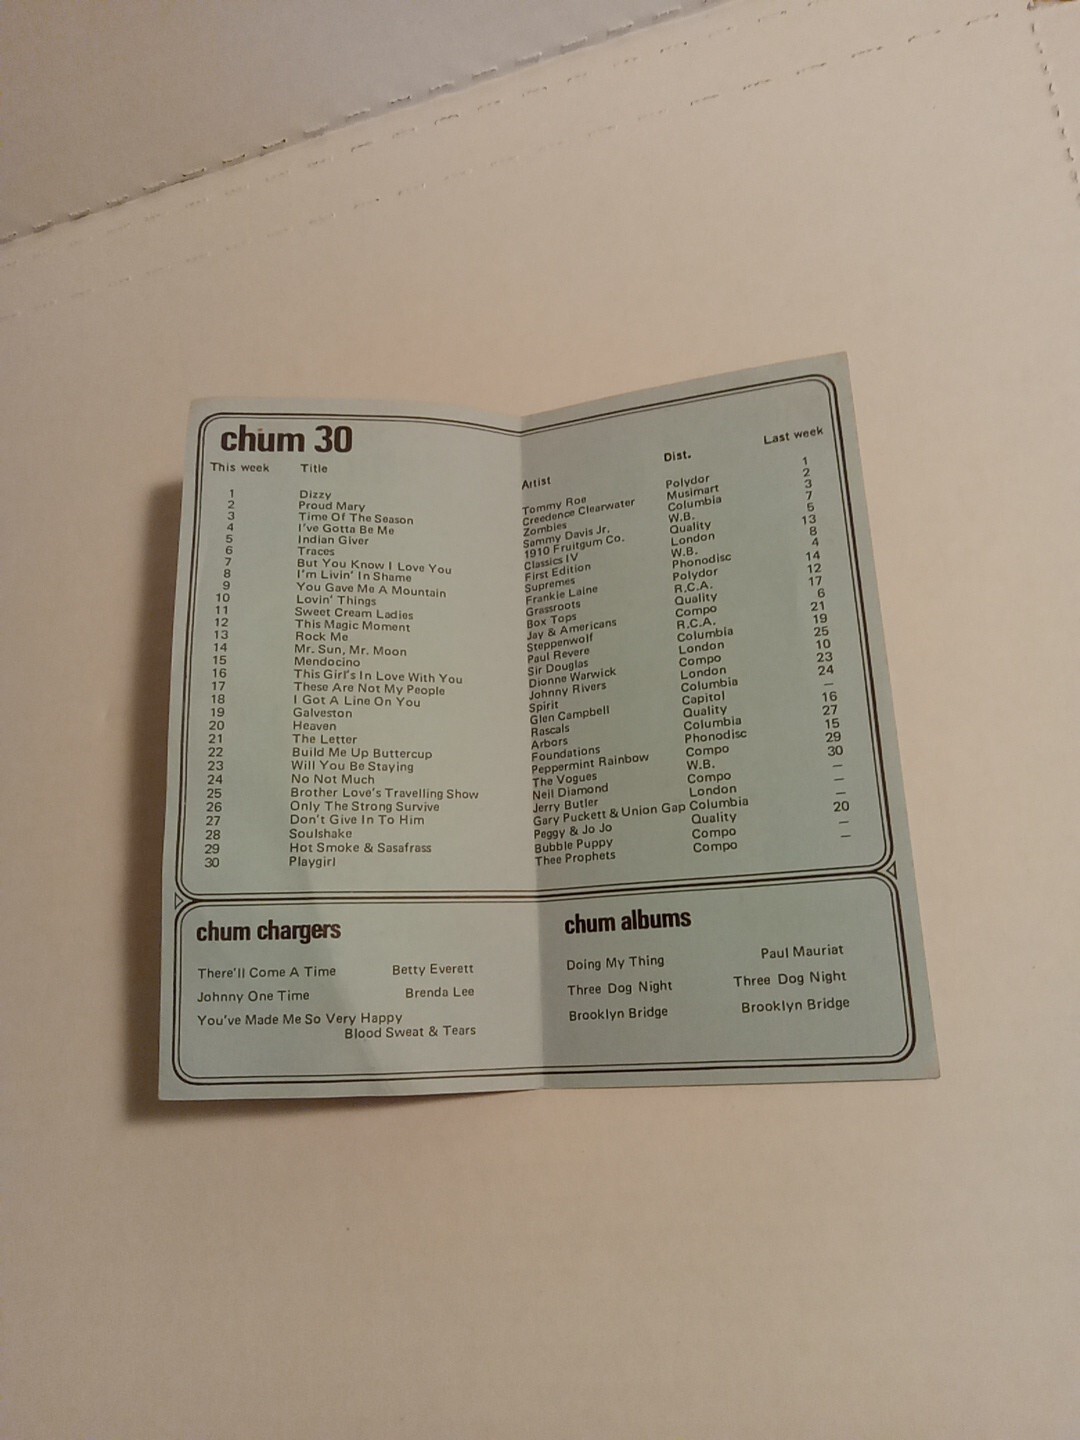 chum 30
This week Title Artist Dist. Last week
1 Dizzy Tommy Roe Polydor 1
2 Proud Mary Creedence Clearwater Musimart 2
3 Time Of The Season Zombies Columbia 3
4 I've Gotta Be Me Sammy Davis Jr. W.B. 7
5 Indian Giver 1910 Fruitgum Co. Quality 5
6 Traces Classics IV London 13
7 But You Know I Love You First Edition W.B. 8
8 I'm Livin' In Shame Supremes Phonodisc 4
9 You Gave Me A Mountain Frankie Laine Polydor 14
10 Lovin' Things Grassroots R.C.A. 12
11 Sweet Cream Ladies Box Tops Quality 17
12 This Magic Moment Jay & Americans Compo 6
13 Rock Me Steppenwolf R.C.A. 21
14 Mr. Sun, Mr. Moon Paul Revere Columbia 19
15 Mendocino Sir Douglas London 25
16 This Girl's In Love With You Dionne Warwick Compo 10
17 These Are Not My People Johnny Rivers London 23
18 I Got A Line On You Spirit Columbia 24
19 Galveston Glen Campbell Capitol —
20 Heaven Rascals Quality 16
21 The Letter Arbors Columbia 27
22 Build Me Up Buttercup Foundations Phonodisc 15
23 Will You Be Staying Peppermint Rainbow Compo 29
24 No Not Much The Vogues W.B. 30
25 Brother Love's Travelling Show Neil Diamond Compo —
26 Only The Strong Survive Jerry Butler London —
27 Don't Give In To Him Gary Puckett & Union Gap Columbia —
28 Soulshake Peggy & Jo Jo Quality 20
29 Hot Smoke & Sasafrass Bubble Puppy Compo —
30 Playgirl Thee Prophets Compo —
chum chargers
There'll Come A Time Betty Everett
Johnny One Time Brenda Lee
You've Made Me So Very Happy
Blood Sweat & Tears
chum albums
Doing My Thing Paul Mauriat
Three Dog Night Three Dog Night
Brooklyn Bridge Brooklyn Bridge